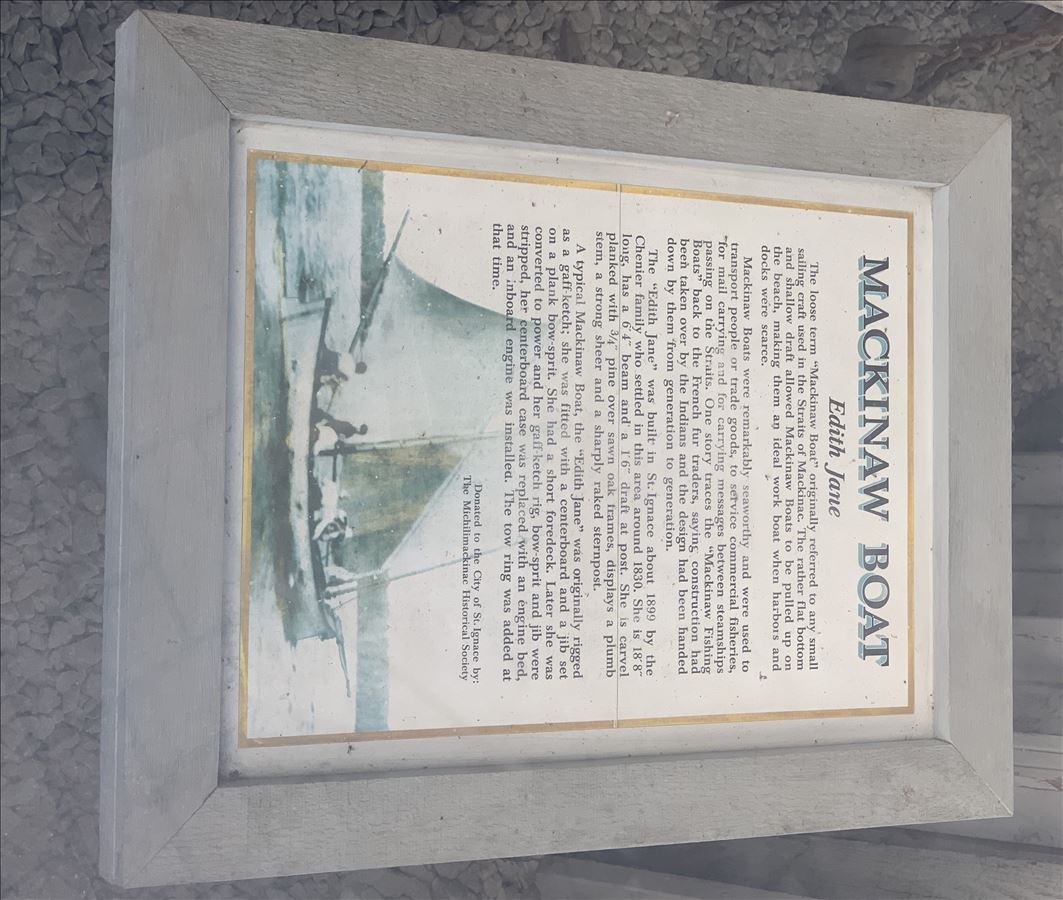 MACKINAW BOAT
Edith Jane
The loose term “Mackinaw Boat” originally referred to any small
sailing craft used in the Straits of Mackinac. The rather flat bottom
and shallow draft allowed Mackinaw Boats to be pulled up on
the beach, making them an ideal work boat when harbors and
docks were scarce.
Mackinaw Boats were remarkably seaworthy and were used to
transport people or trade goods, to service commercial fisheries,
for mail carrying and for carrying messages between steamships
passing on the Straits. One story traces the “Mackinaw Fishing
Boats” back to the French fur traders, saying construction had
been taken over by the Indians and the design had been handed
down by them from generation to generation.
The “Edith Jane” was built in St. Ignace about 1899 by the
Chenier family who settled in this area around 1830. She is 18′8″
long, has a 6′4″ beam and a 1′6″ draft at post. She is carvel
planked with 3/4″ pine over sawn oak frames, displays a plumb
stem, a strong sheer and a sharply raked sternpost.
A typical Mackinaw Boat, the “Edith Jane” was originally rigged
as a gaff-ketch; she was fitted with a centerboard and a jib set
on a plank bow-sprit. She had a short foredeck. Later she was
converted to power and her gaff-ketch rig, bow-sprit and jib were
stripped, her centerboard case was replaced with an engine bed,
and an inboard engine was installed. The tow ring was added at
that time.
Donated to the City of St. Ignace by:
The Michilimackinac Historical Society